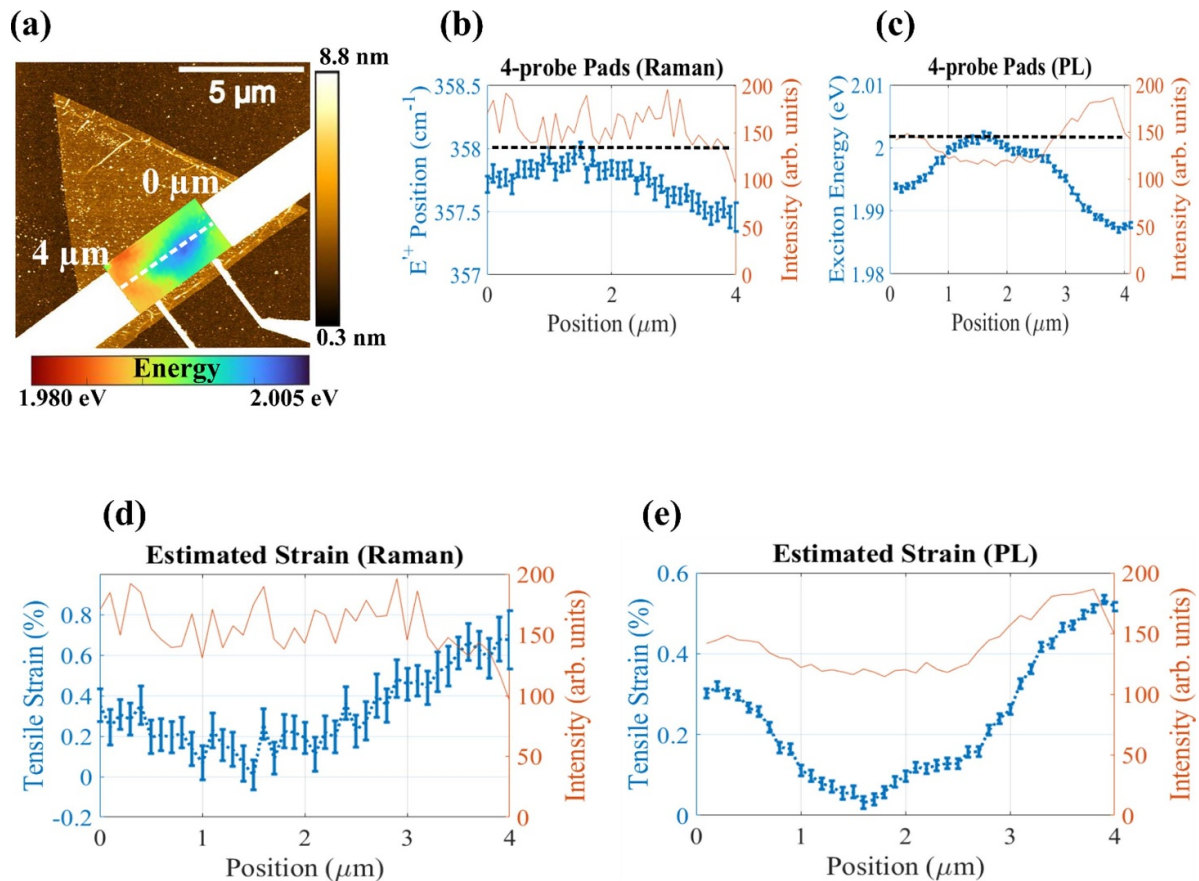 (a)
8.8 nm
5 μm
0 μm
4 μm
0.3 nm
Energy
1.980 eV 2.005 eV
(b)
4-probe Pads (Raman)
E'+ Position (cm-1)
358.5
358
357.5
357
0 1 2 3 4
Position (μm)
200
150
100
50
0
Intensity (arb. units)
(c)
4-probe Pads (PL)
Exciton Energy (eV)
2.01
2
1.99
1.98
0 1 2 3 4
Position (μm)
200
150
100
50
0
Intensity (arb. units)
(d)
Estimated Strain (Raman)
Tensile Strain (%)
0.8
0.6
0.4
0.2
0
-0.2
0 1 2 3 4
Position (μm)
200
150
100
50
0
Intensity (arb. units)
(e)
Estimated Strain (PL)
Tensile Strain (%)
0.6
0.4
0.2
0
0 1 2 3 4
Position (μm)
200
150
100
50
0
Intensity (arb. units)